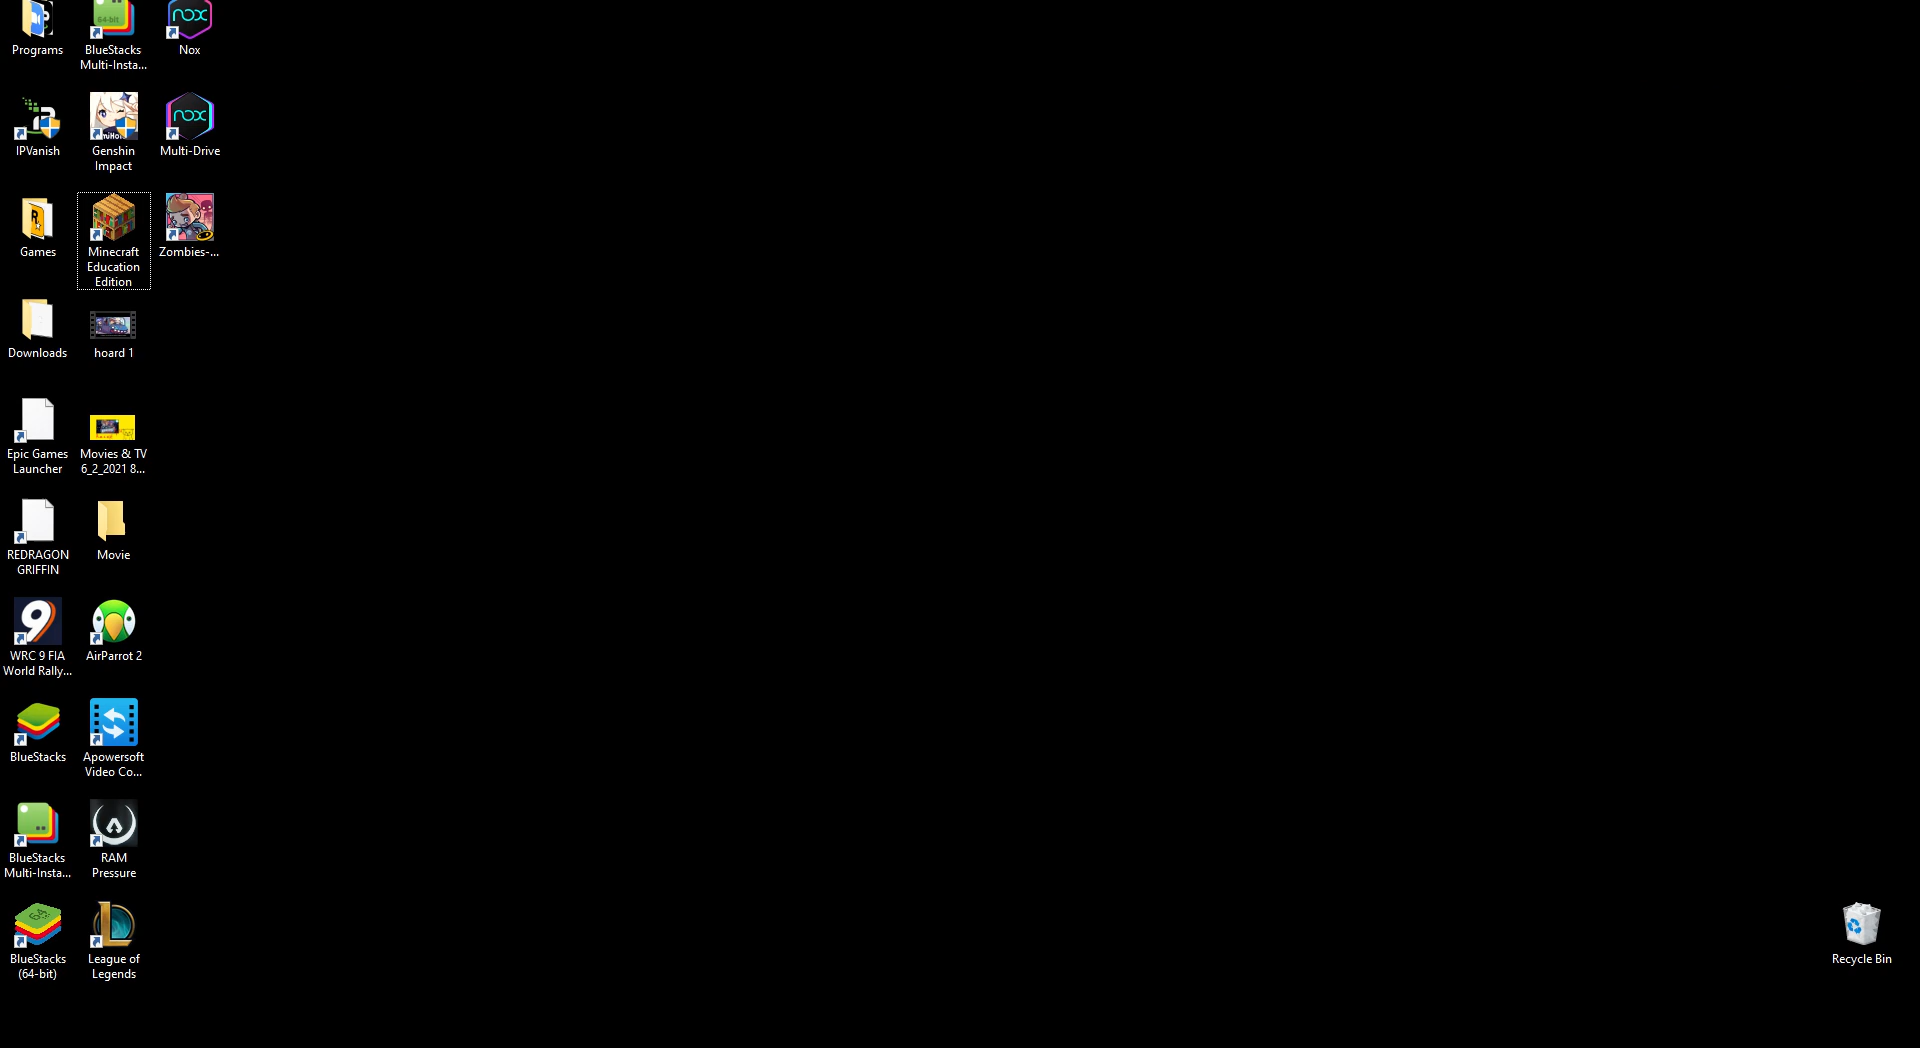 Programs
BlueStacks
Multi-Insta...
Nox
IPVanish
Genshin
Impact
Multi-Drive
Games
Minecraft
Education
Edition
Zombies-...
Downloads
hoard 1
Epic Games
Launcher
Movies & TV
6_2_2021 8...
REDRAGON
GRIFFIN
Movie
WRC 9 FIA
World Rally...
AirParrot 2
BlueStacks
Apowersoft
Video Co...
BlueStacks
Multi-Insta...
RAM
Pressure
BlueStacks
(64-bit)
League of
Legends
Recycle Bin